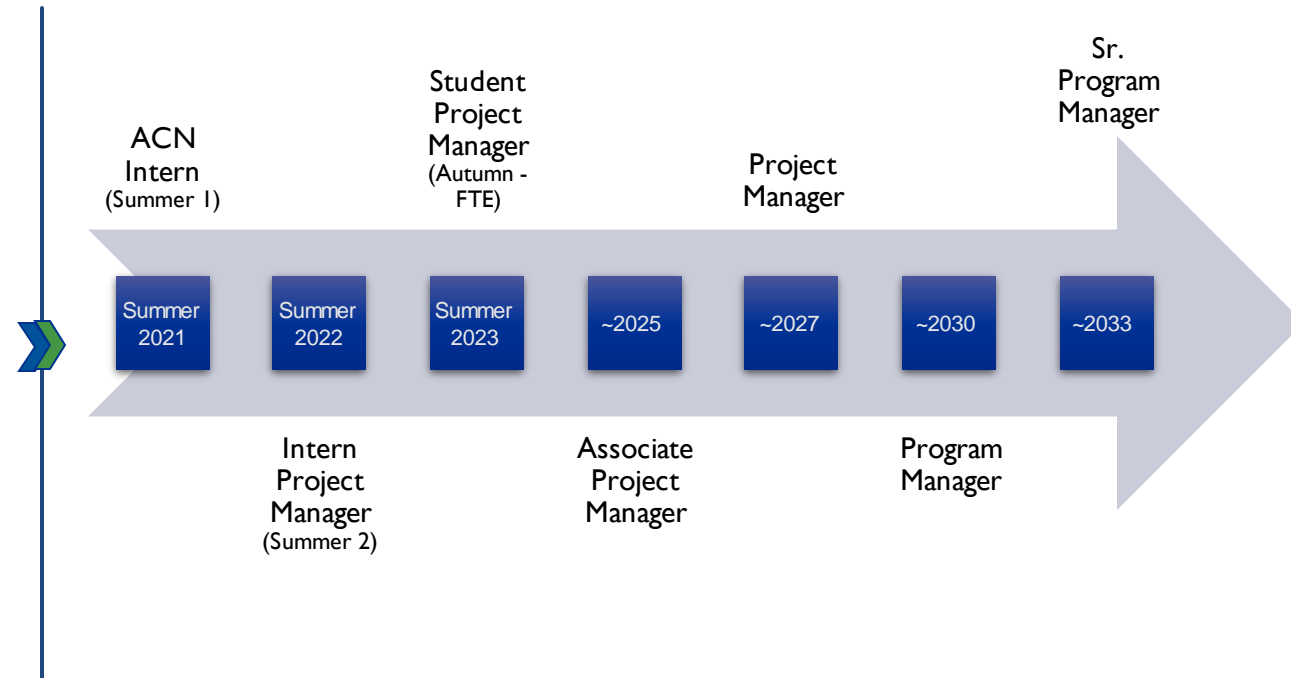 ACN
Intern
(Summer 1)
Student
Project
Manager
(Autumn -
FTE)
Project
Manager
Sr.
Program
Manager
Summer
2021
Summer
2022
Summer
2023
~2025
~2027
~2030
~2033
Intern
Project
Manager
(Summer 2)
Associate
Project
Manager
Program
Manager